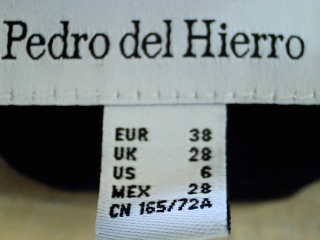 Pedro del Hierro
EUR 38
UK 28
US 6
MEX 28
CN 165/72A